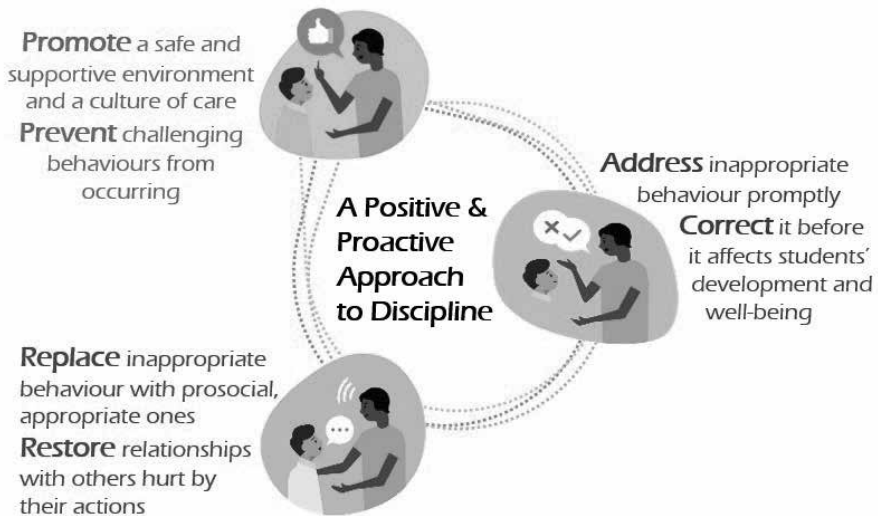 Promote a safe and
supportive environment
and a culture of care
Prevent challenging
behaviours from
occurring
A Positive &
Proactive
Approach
to Discipline
Address inappropriate
behaviour promptly
Correct it before
it affects students’
development and
well-being
Replace inappropriate
behaviour with prosocial,
appropriate ones
Restore relationships
with others hurt by
their actions